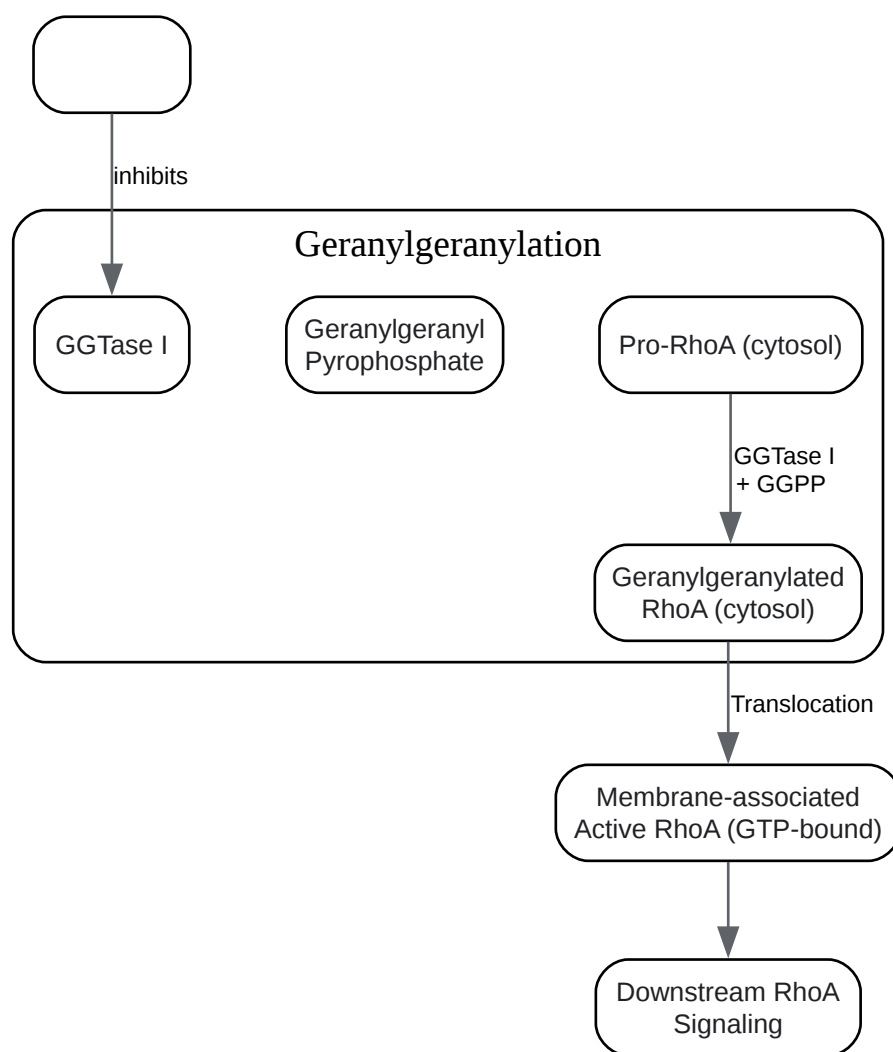 inhibits
Geranylgeranylation
GGTase I
Geranylgeranyl
Pyrophosphate
Pro-RhoA (cytosol)
GGTase I
+ GGPP
Geranylgeranylated
RhoA (cytosol)
Translocation
Membrane-associated
Active RhoA (GTP-bound)
Downstream RhoA
Signaling